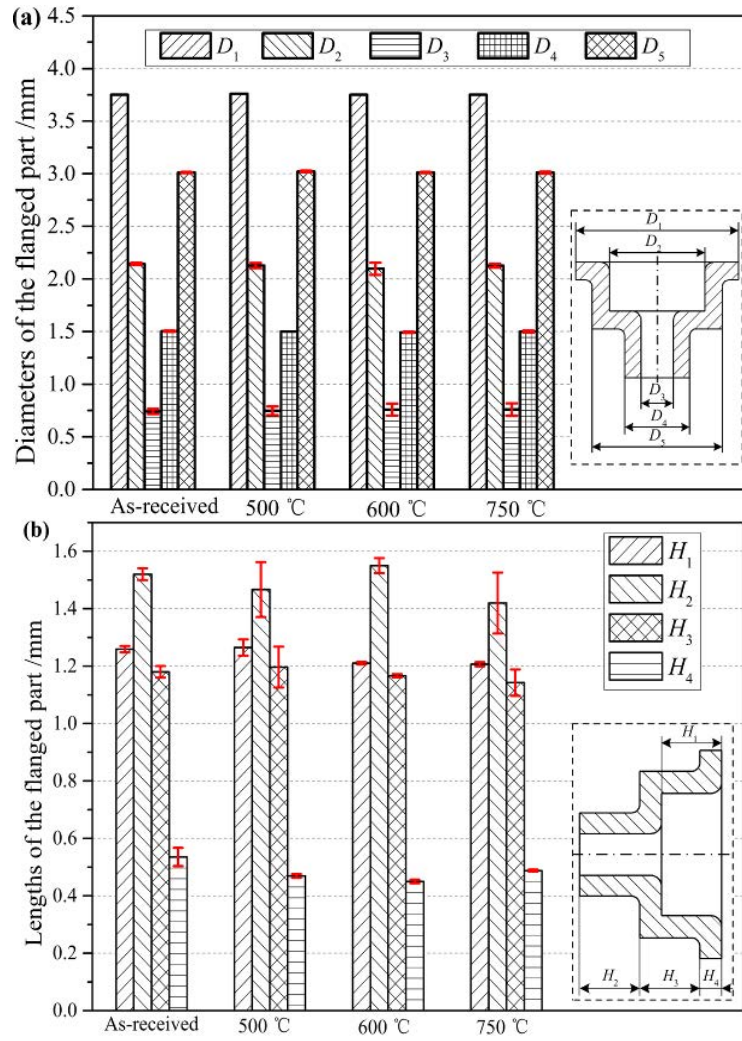 (a)
Diameters of the flanged part /mm
4.5
4.0
3.5
3.0
2.5
2.0
1.5
1.0
0.5
0.0
D₁ D₂ D₃ D₄ D₅
As-received 500 ℃ 600 ℃ 750 ℃
D₁
D₂
D₃
D₄
D₅
(b)
Lengths of the flanged part /mm
1.6
1.4
1.2
1.0
0.8
0.6
0.4
0.2
0.0
H₁
H₂
H₃
H₄
As-received 500 ℃ 600 ℃ 750 ℃
H₁
H₂ H₃ H₄